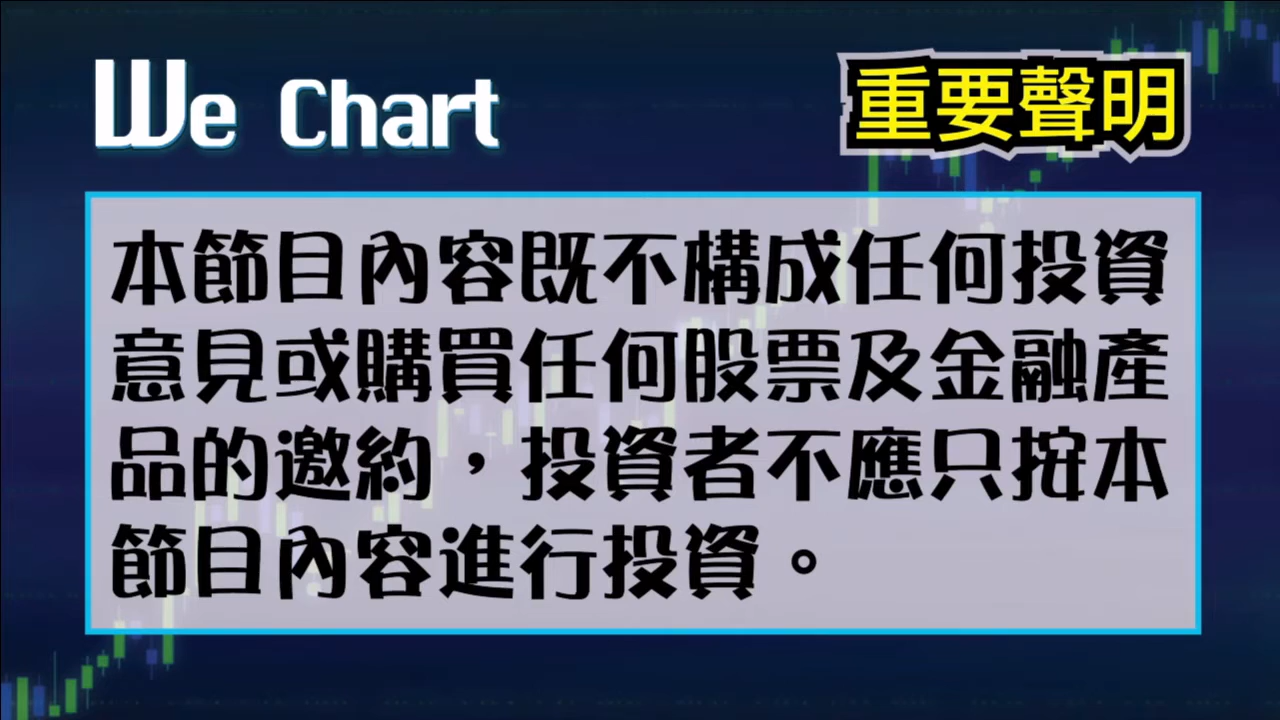 We Chart
重要聲明
本節目內容既不構成任何投資
意見或購買任何股票及金融產
品的邀約，投資者不應只按本
節目內容進行投資。